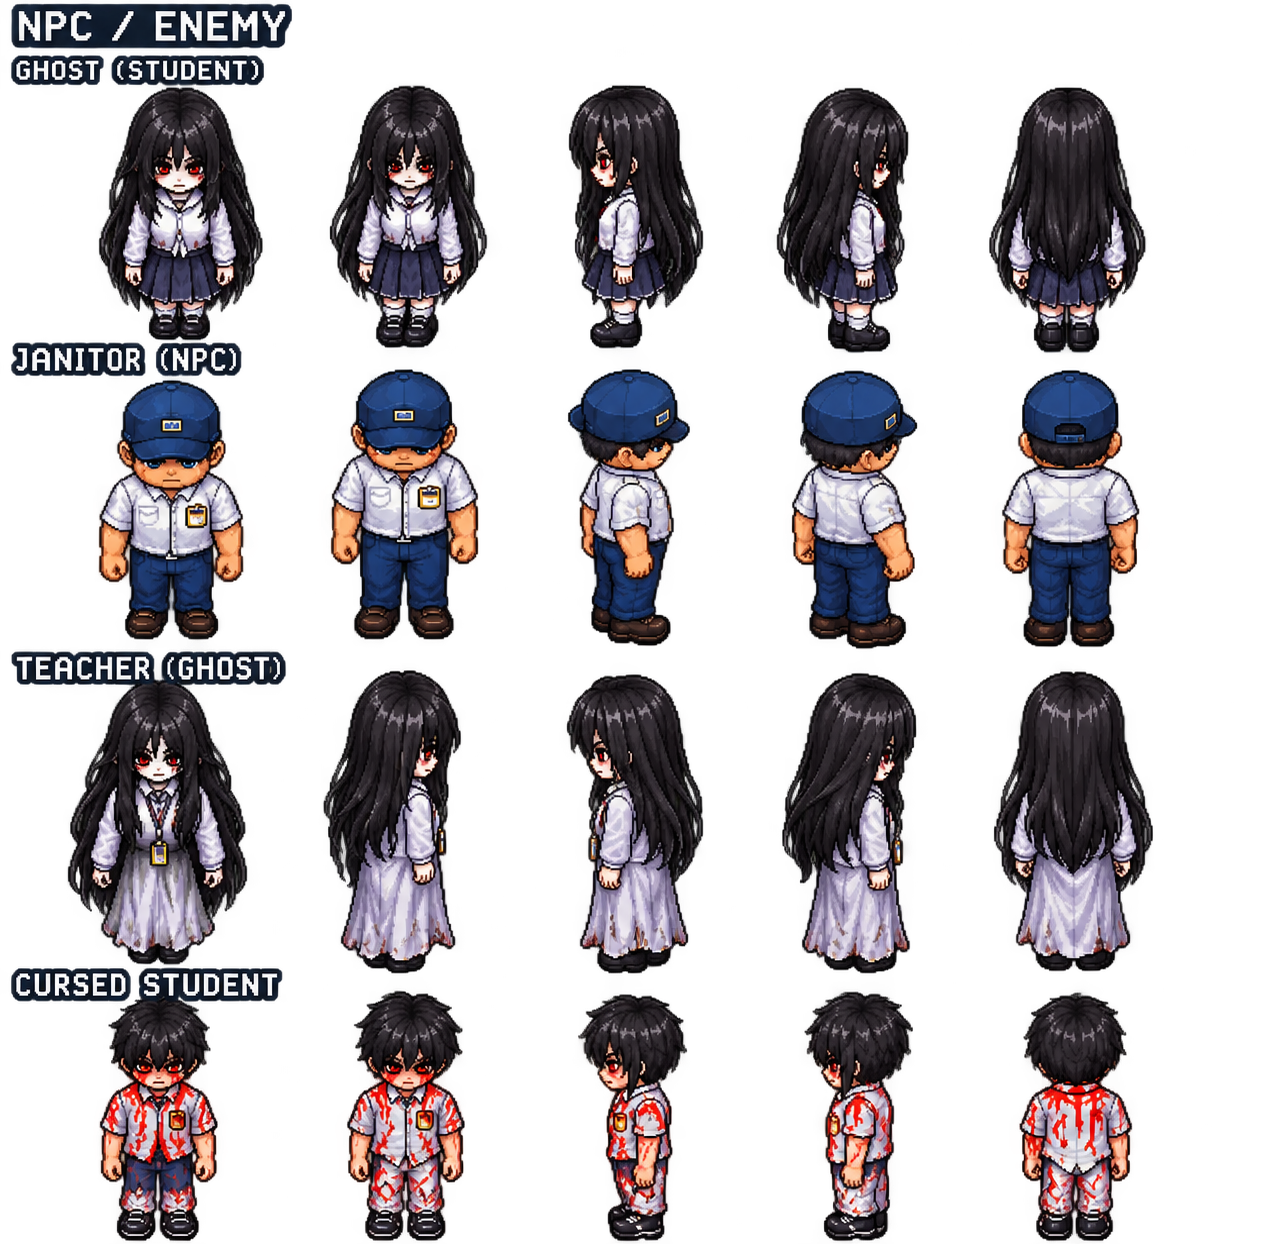 NPC / ENEMY
GHOST (STUDENT)
JANITOR (NPC)
TEACHER (GHOST)
CURSED STUDENT